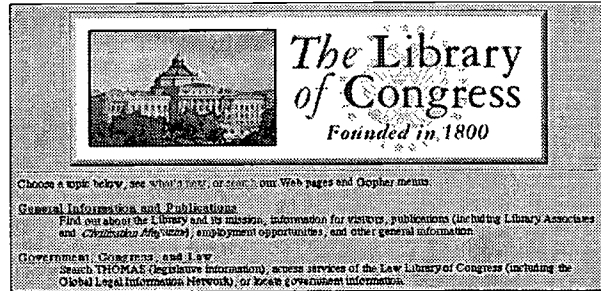 The Library
of Congress
Founded in 1800
Choose a topic below, see what's new, or search our Web pages and Gopher menus.
General Information and Publications
Find out about the Library and its mission, information for visitors, publications (including Library Associates
and Civilization Magazine), employment opportunities, and other general information.
Government, Congress, and Law
Search THOMAS (legislative information), access services of the Law Library of Congress (including the
Global Legal Information Network), or locate government information.